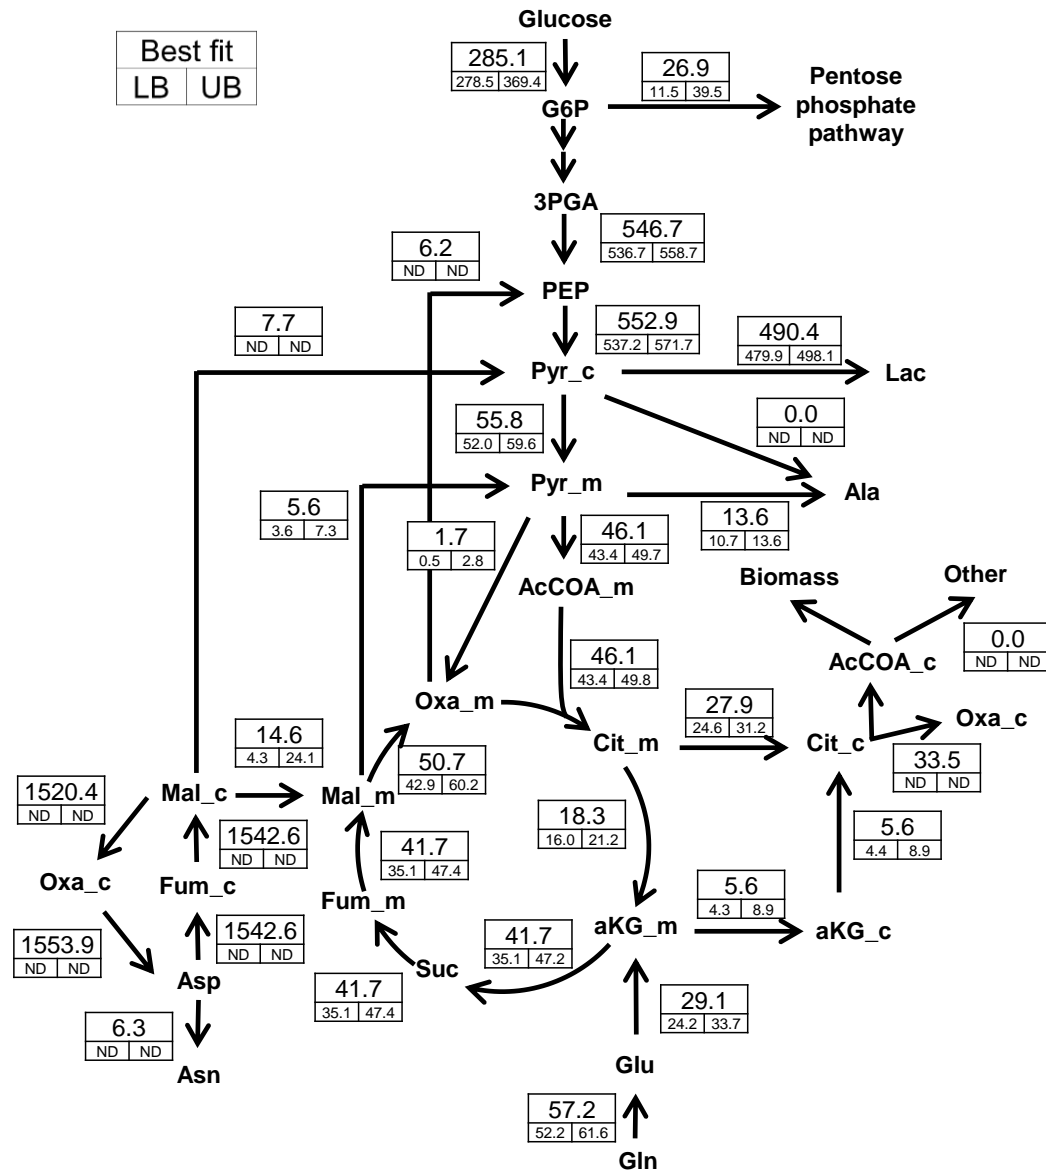 Glucose
Best fit
LB UB
285.1
278.5 369.4
26.9
11.5 39.5
Pentose
phosphate
pathway
G6P
3PGA
546.7
536.7 558.7
6.2
ND ND
PEP
7.7
ND ND
552.9
537.2 571.7
490.4
479.9 498.1
Pyr_c
Lac
55.8
52.0 59.6
0.0
ND ND
Pyr_m
Ala
5.6
3.6 7.3
1.7
0.5 2.8
46.1
43.4 49.7
13.6
10.7 13.6
AcCOA_m
Biomass
Other
46.1
43.4 49.8
0.0
ND ND
AcCOA_c
Oxa_m
27.9
24.6 31.2
Oxa_c
Cit_m
Cit_c
14.6
4.3 24.1
50.7
42.9 60.2
33.5
ND ND
1520.4
ND ND
Mal_c
Mal_m
18.3
16.0 21.2
1542.6
ND ND
41.7
35.1 47.4
5.6
4.4 8.9
Oxa_c
Fum_c
Fum_m
5.6
4.3 8.9
aKG_m
aKG_c
1553.9
ND ND
1542.6
ND ND
41.7
35.1 47.2
Asp
Suc
41.7
35.1 47.4
29.1
24.2 33.7
6.3
ND ND
Asn
Glu
57.2
52.2 61.6
Gln